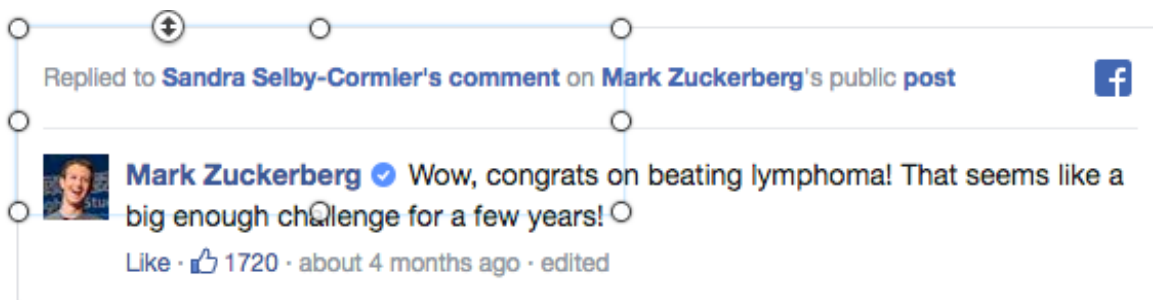 Replied to Sandra Selby-Cormier's comment on Mark Zuckerberg's public post
Mark Zuckerberg Wow, congrats on beating lymphoma! That seems like a
big enough challenge for a few years!
Like · 1720 · about 4 months ago · edited